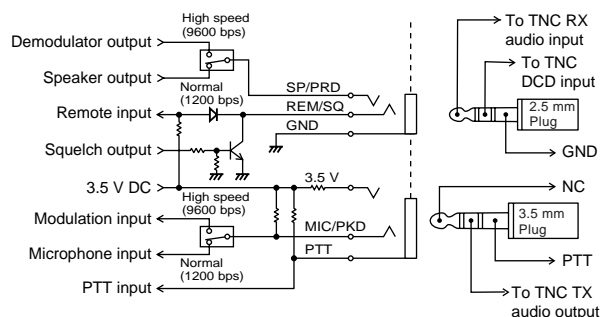 High speed
(9600 bps)
Demodulator output
Speaker output
Normal
(1200 bps)
SP/PRD
Remote input
REM/SQ
GND
Squelch output
3.5 V DC
3.5 V
High speed
(9600 bps)
Modulation input
MIC/PKD
Microphone input
Normal
(1200 bps)
PTT
PTT input
To TNC RX
audio input
To TNC
DCD input
2.5 mm
Plug
GND
NC
3.5 mm
Plug
PTT
To TNC TX
audio output